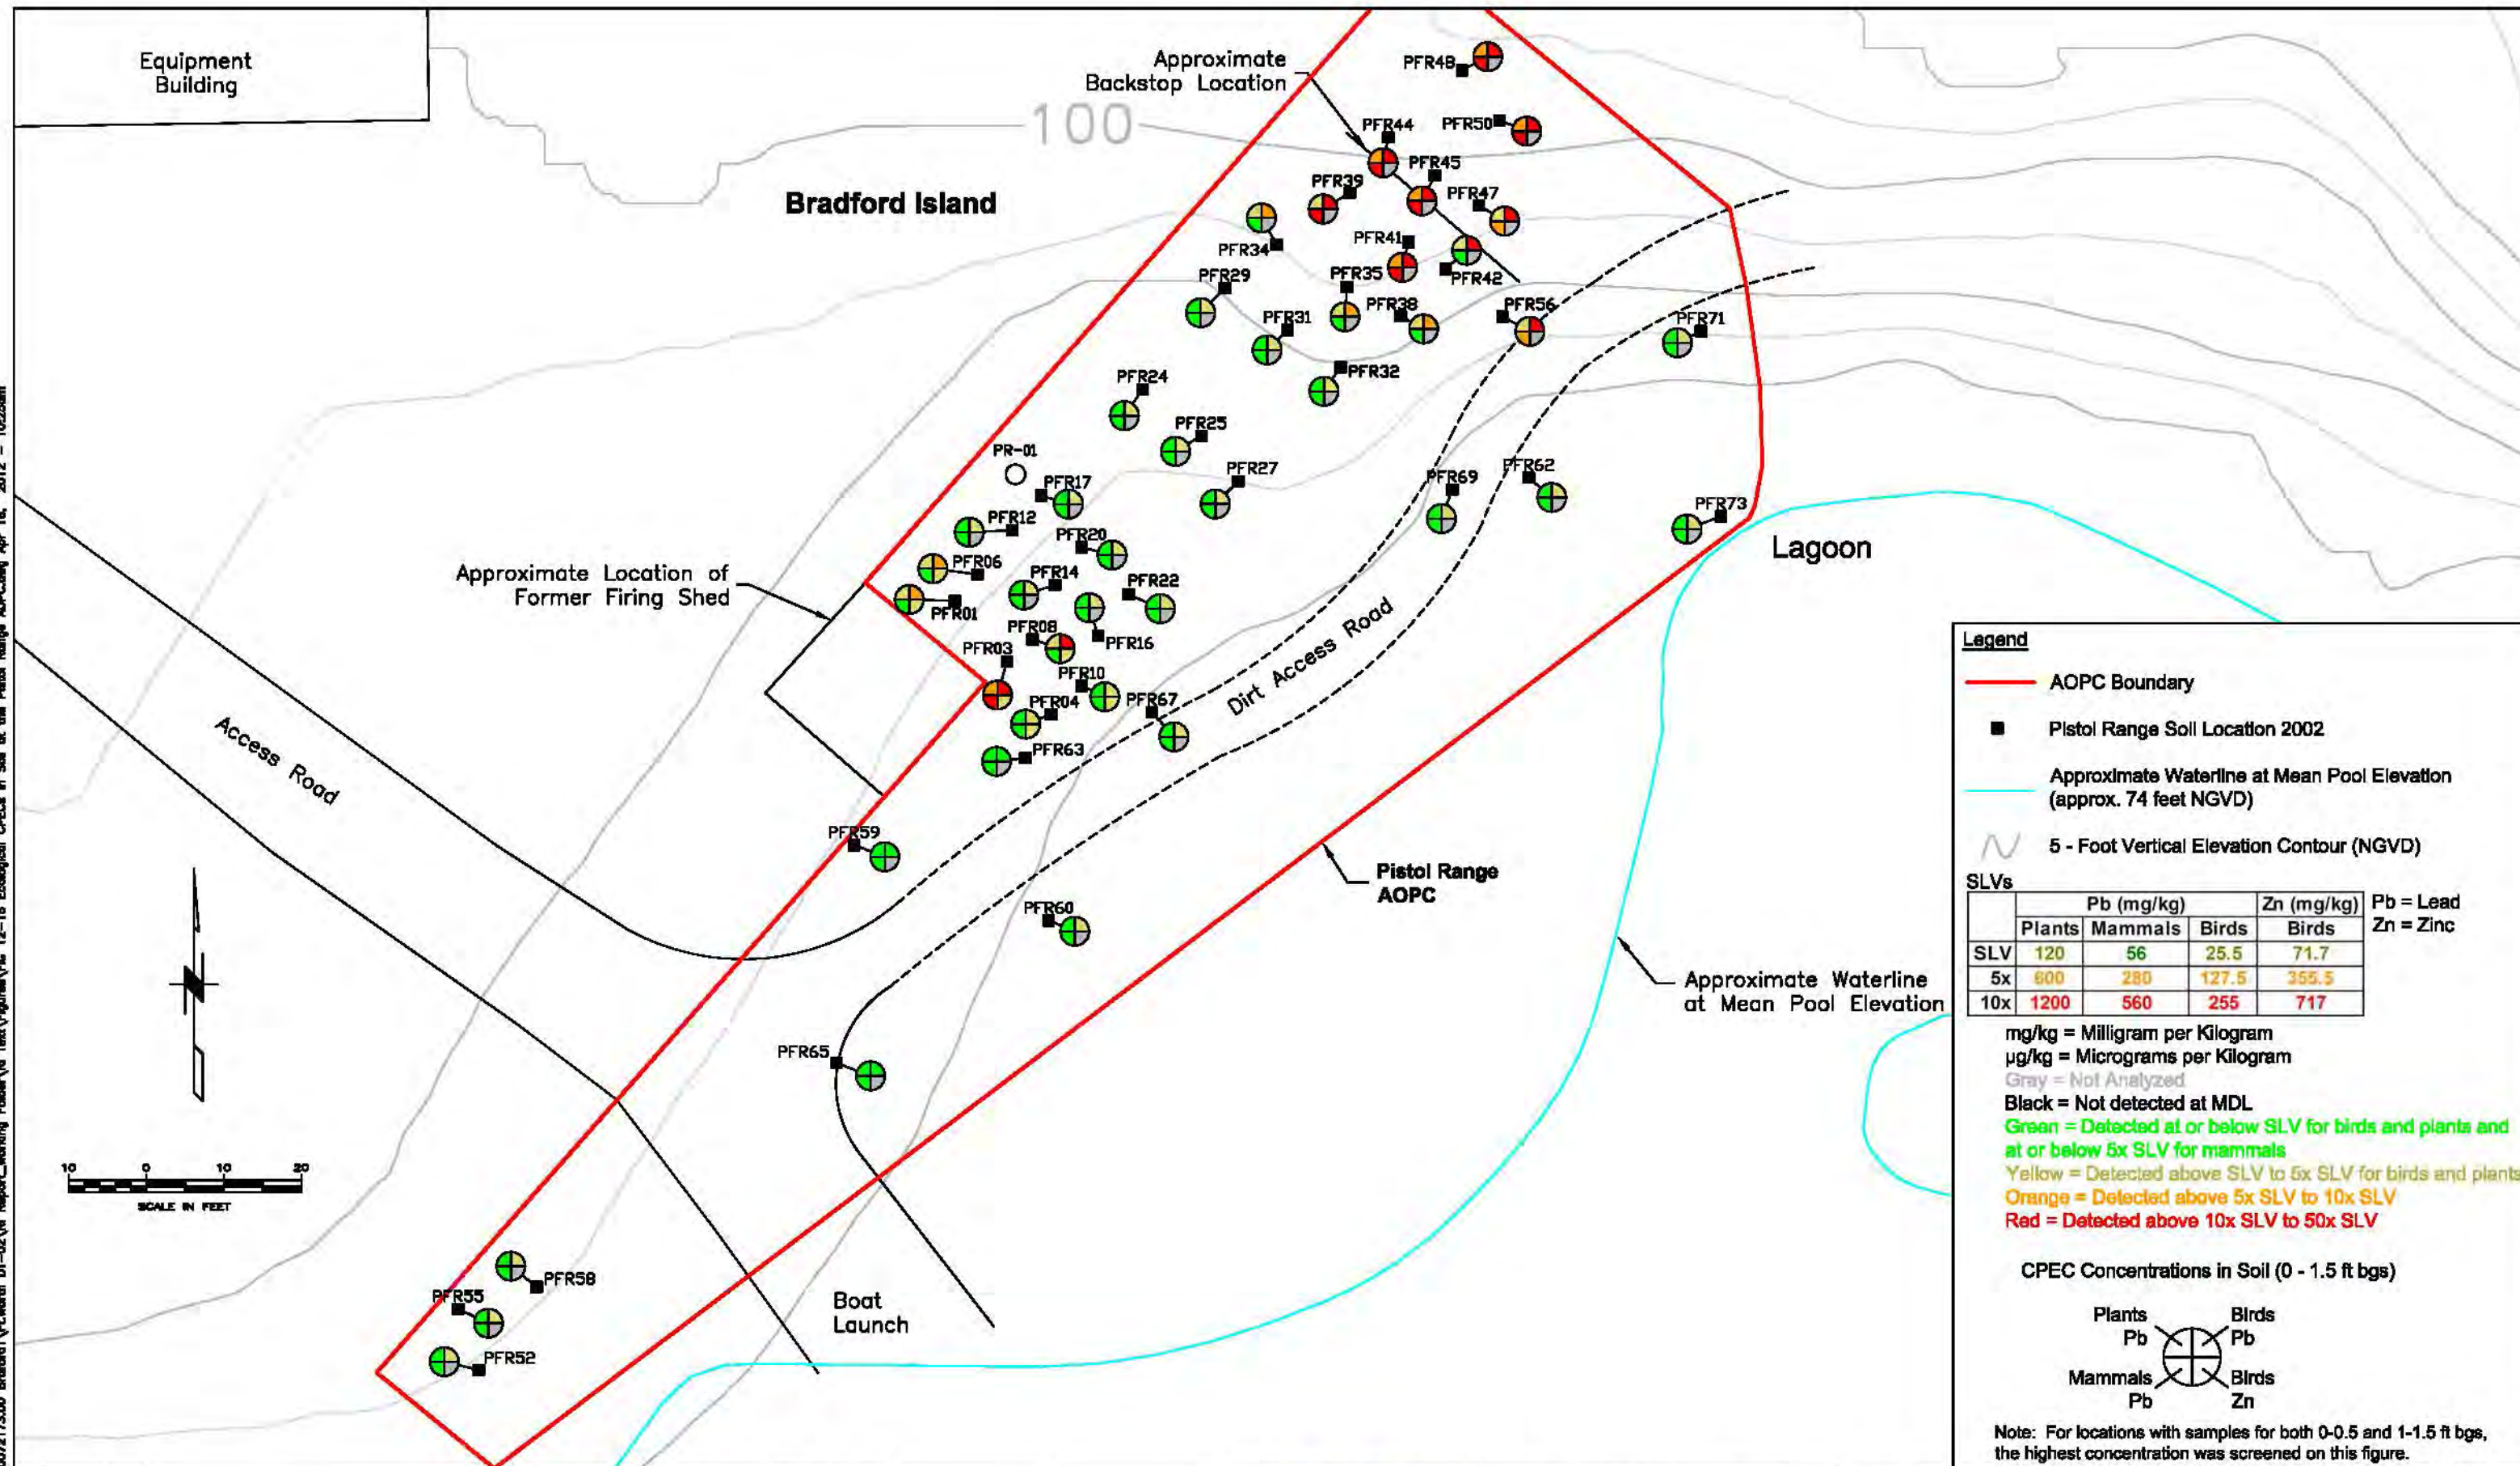 Equipment
Building
Approximate
Backstop Location
100
Bradford Island
PFR48
PFR44
PFR50
PFR45
PFR39
PFR47
PFR34
PFR41
PFR42
PFR35
PFR29
PFR38
PFR56
PFR31
PFR71
PFR32
PFR24
PFR25
PR-01
PFR27
PFR17
PFR69
PFR62
PFR73
PFR12
PFR20
Lagoon
PFR06
PFR14
PFR22
Approximate Location of
Former Firing Shed
PFR01
PFR08
PFR16
PFR03
PFR10
PFR04
PFR67
PFR63
Dirt Access Road
Access Road
PFR59
Pistol Range
AOPC
PFR60
Approximate Waterline
at Mean Pool Elevation
PFR65
10 0 10 20
SCALE IN FEET
PFR58
PFR55
PFR52
Boat
Launch
Legend
AOPC Boundary
Pistol Range Soil Location 2002
Approximate Waterline at Mean Pool Elevation
(approx. 74 feet NGVD)
5 - Foot Vertical Elevation Contour (NGVD)
SLVs
Pb (mg/kg) Zn (mg/kg) Pb = Lead
Plants Mammals Birds Birds Zn = Zinc
SLV 120 56 25.5 71.7
5x 600 280 127.5 355.5
10x 1200 560 255 717
mg/kg = Milligram per Kilogram
µg/kg = Micrograms per Kilogram
Gray = Not Analyzed
Black = Not detected at MDL
Green = Detected at or below SLV for birds and plants and
at or below 5x SLV for mammals
Yellow = Detected above SLV to 5x SLV for birds and plants
Orange = Detected above 5x SLV to 10x SLV
Red = Detected above 10x SLV to 50x SLV
CPEC Concentrations in Soil (0 - 1.5 ft bgs)
Plants Birds
Pb Pb
Mammals Birds
Pb Zn
Note: For locations with samples for both 0-0.5 and 1-1.5 ft bgs,
the highest concentration was screened on this figure.